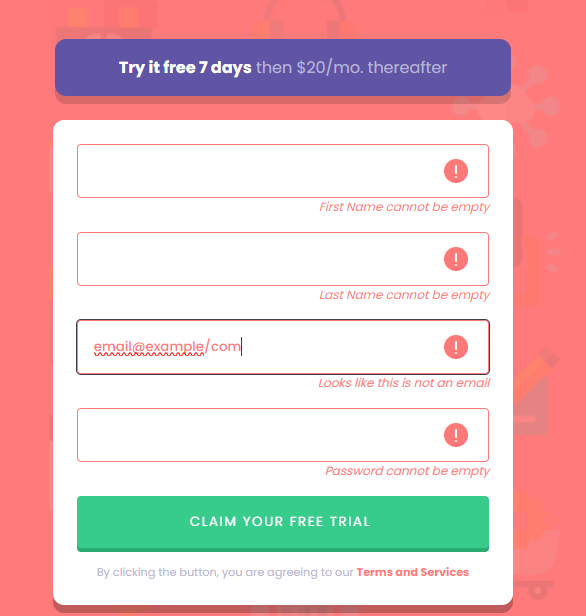 Try it free 7 days then $20/mo. thereafter
First Name cannot be empty
Last Name cannot be empty
email@example/com
Looks like this is not an email
Password cannot be empty
CLAIM YOUR FREE TRIAL
By clicking the button, you are agreeing to our Terms and Services